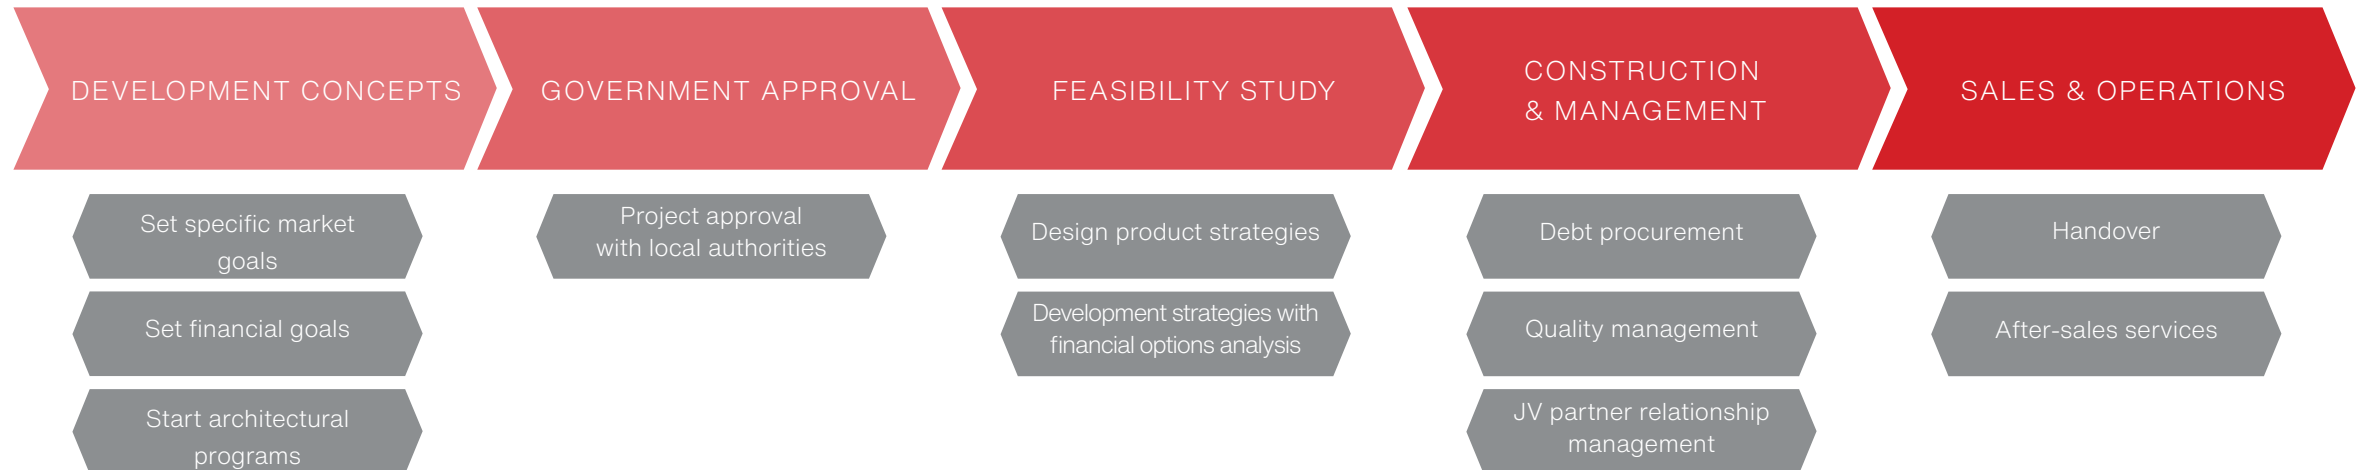 DEVELOPMENT CONCEPTS
GOVERNMENT APPROVAL
FEASIBILITY STUDY
CONSTRUCTION
& MANAGEMENT
SALES & OPERATIONS
Set specific market
goals
Set financial goals
Start architectural
programs
Project approval
with local authorities
Design product strategies
Development strategies with
financial options analysis
Debt procurement
Quality management
JV partner relationship
management
Handover
After-sales services